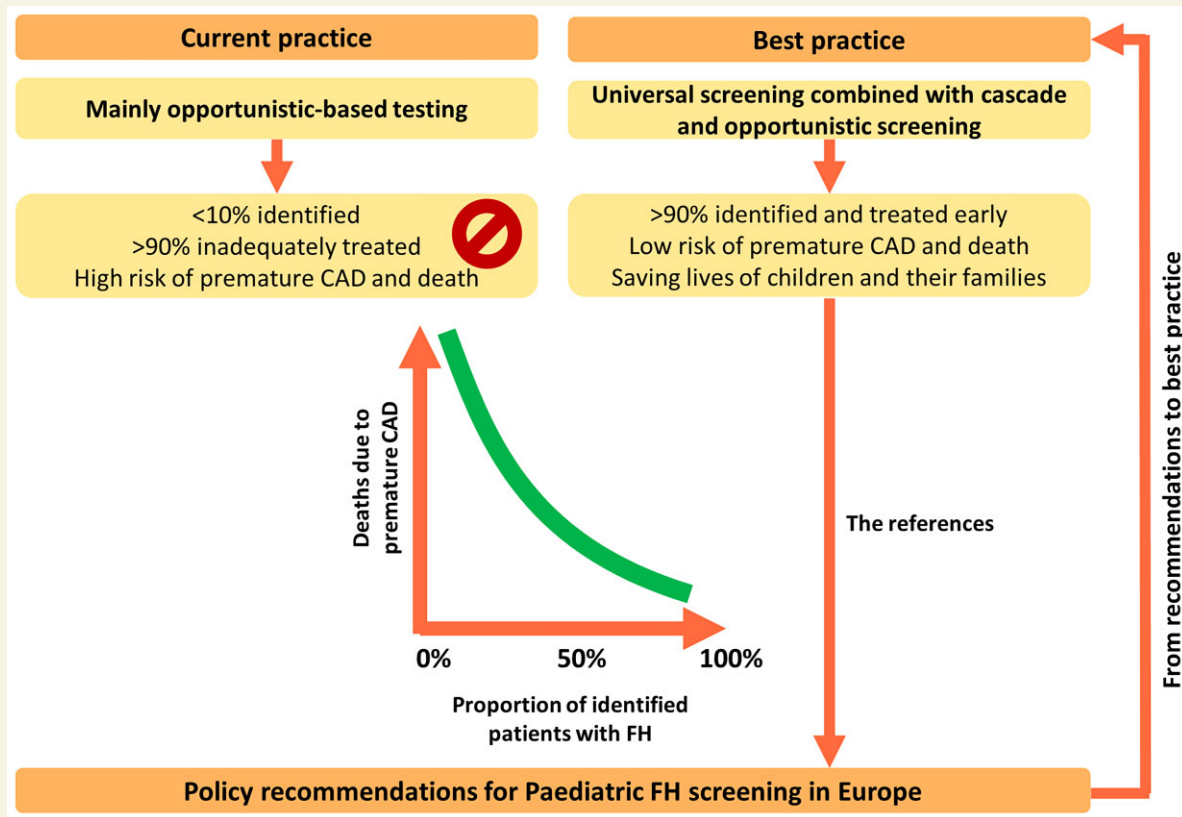 Current practice
Mainly opportunistic-based testing
<10% identified
>90% inadequately treated
High risk of premature CAD and death
Best practice
Universal screening combined with cascade
and opportunistic screening
>90% identified and treated early
Low risk of premature CAD and death
Saving lives of children and their families
Deaths due to
premature CAD
0%
50%
100%
Proportion of identified
patients with FH
The references
From recommendations to best practice
Policy recommendations for Paediatric FH screening in Europe